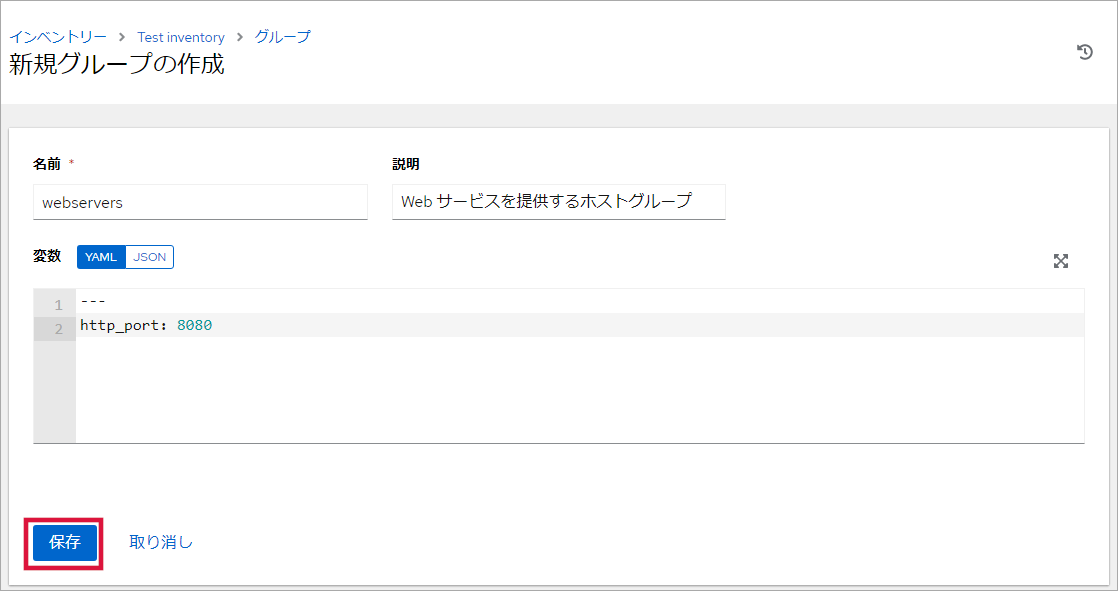 インベントリー > Test inventory > グループ
新規グループの作成
名前 * 説明
webservers Web サービスを提供するホストグループ
変数 YAML JSON
1 ---
2 http_port: 8080
保存 取り消し